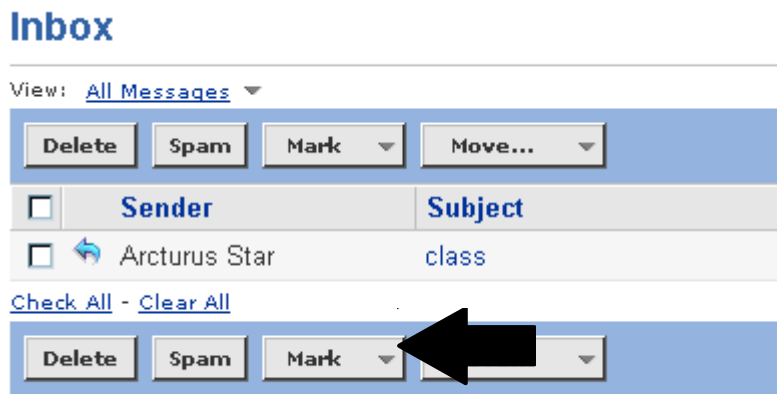 Inbox
View: All Messages
Delete Spam Mark Move...
Sender Subject
Arcturus Star class
Check All - Clear All
Delete Spam Mark